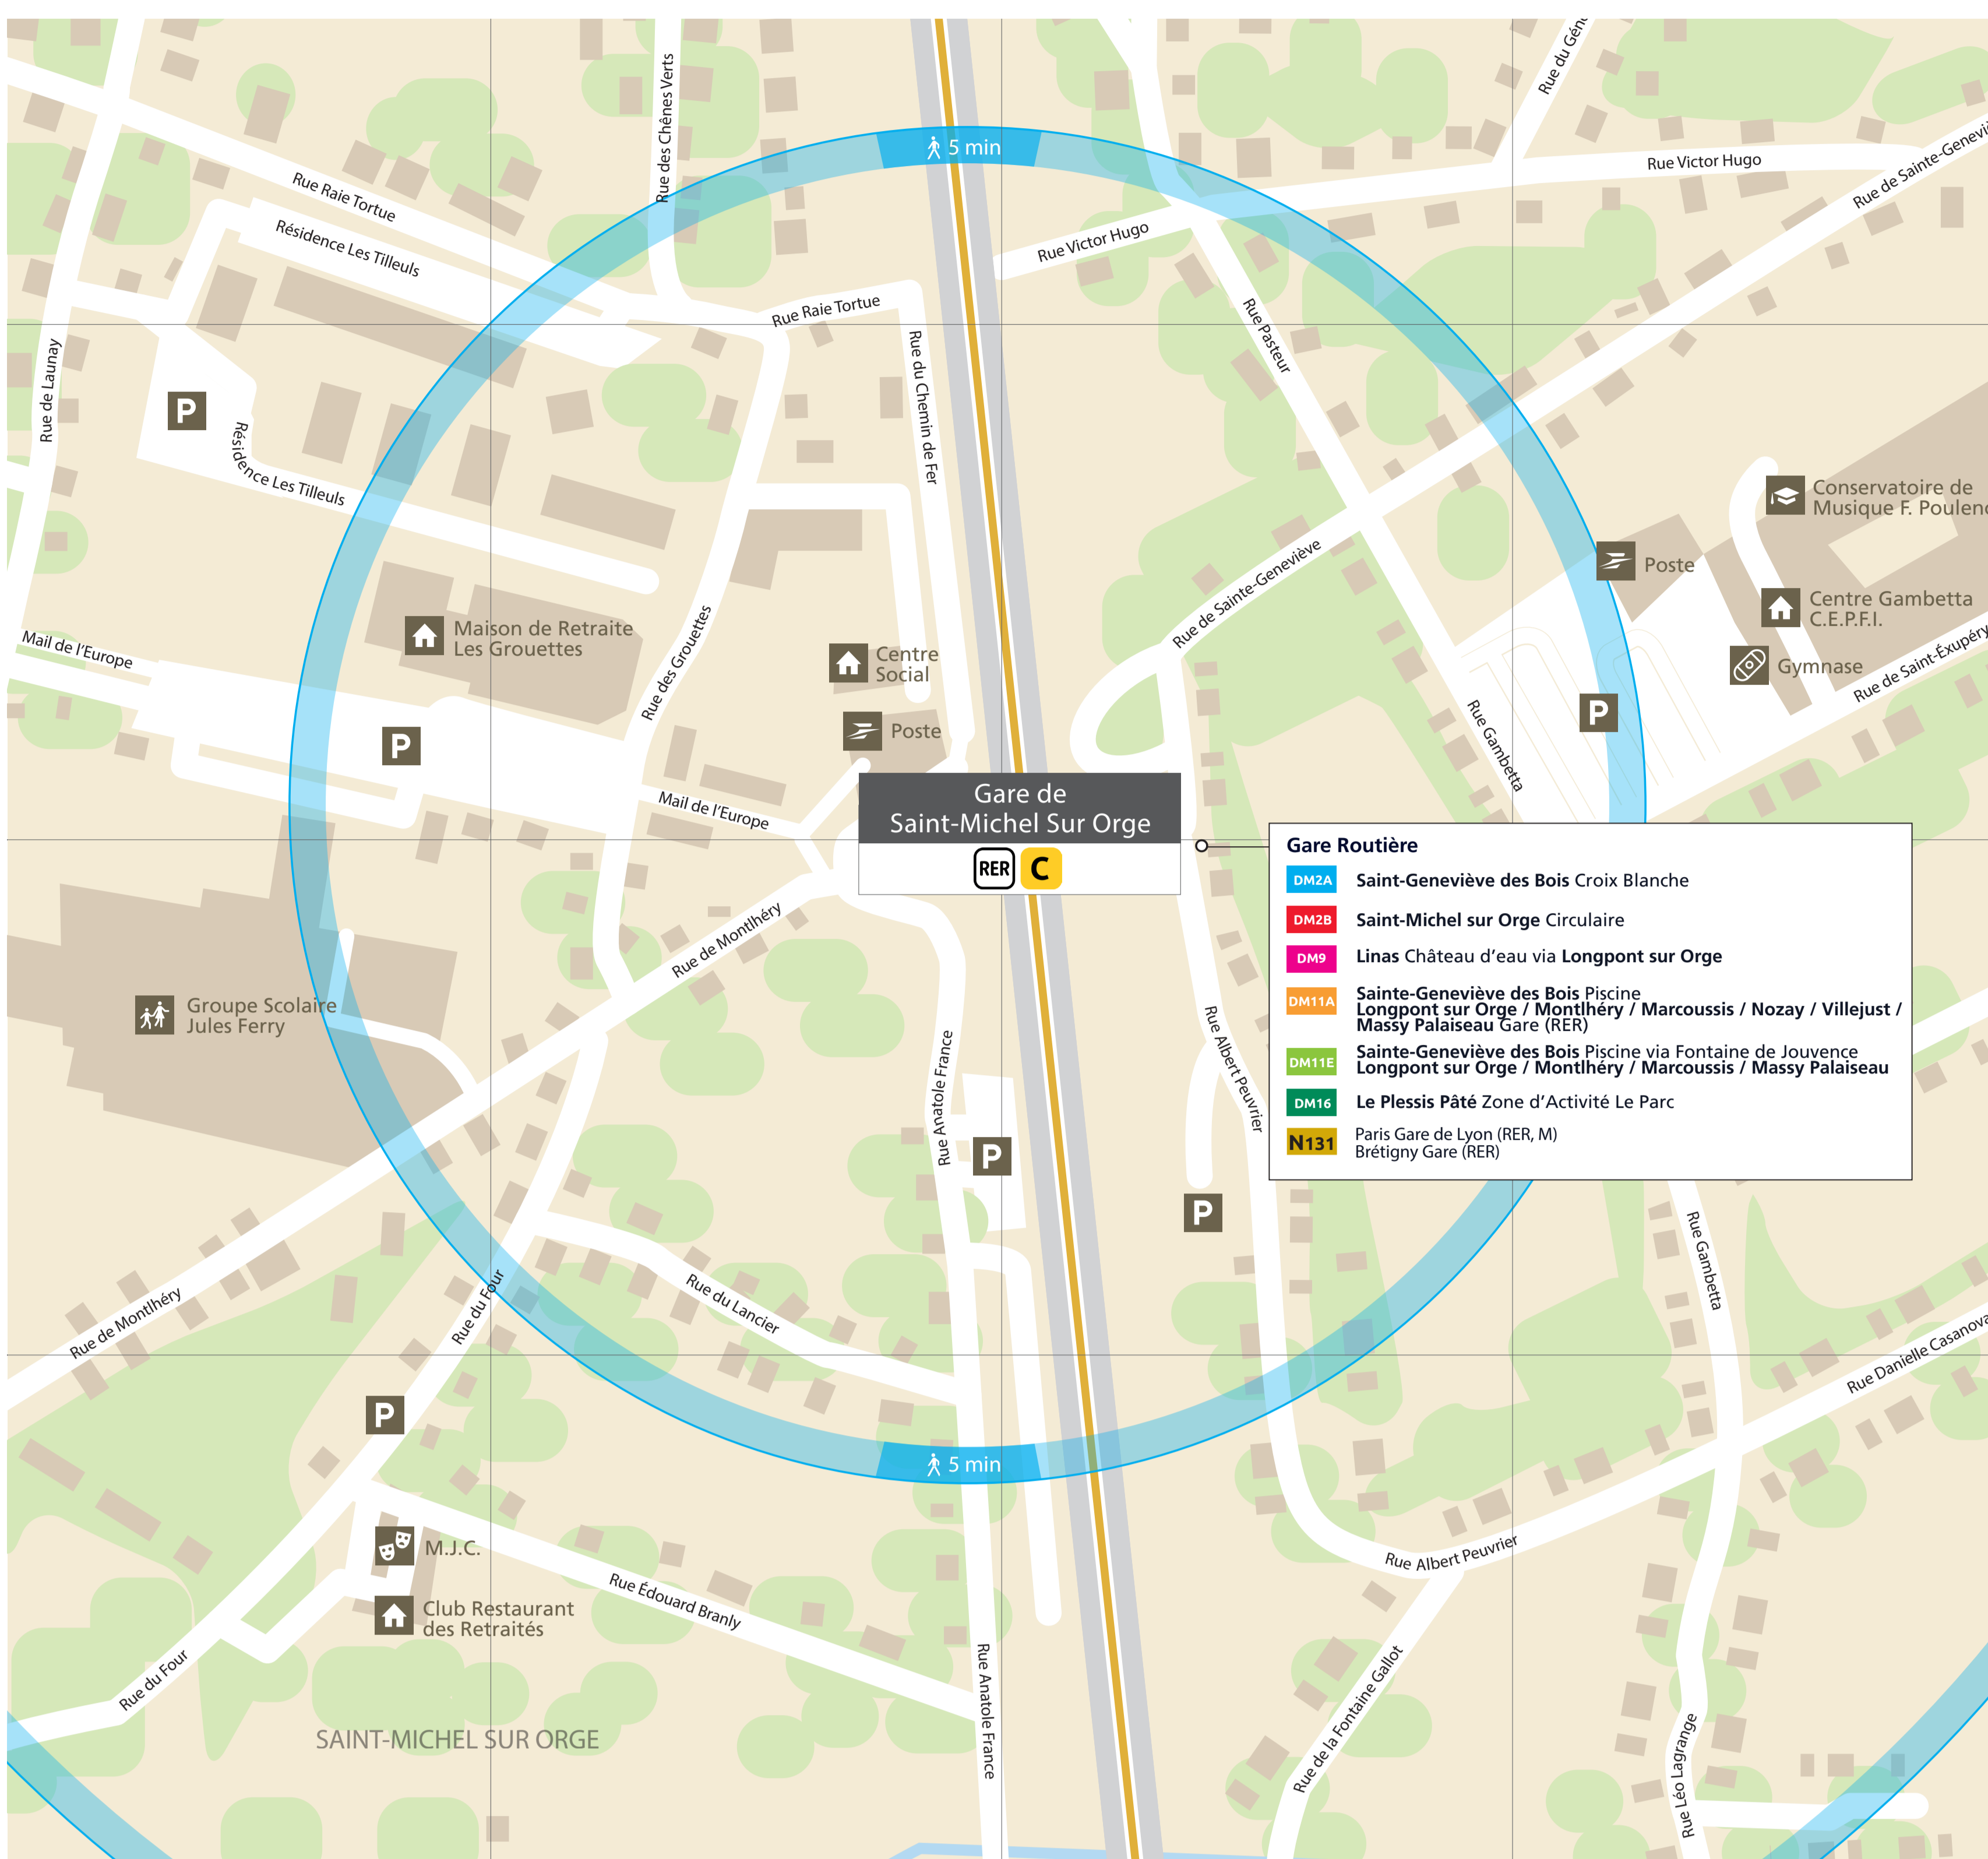 Rue du Géné
Rue des Chênes Verts
5 min
Rue Victor Hugo
Rue de Sainte-Geneviè
Rue Raie Tortue
Résidence Les Tilleuls
Rue Victor Hugo
Rue Raie Tortue
Rue Pasteur
Rue de Launay
Rue du Chemin de Fer
P
Résidence Les Tilleuls
Conservatoire de
Musique F. Poulenc
Poste
Rue de Sainte-Geneviève
Centre Gambetta
C.E.P.F.I.
Maison de Retraite
Les Grouettes
Mail de l'Europe
Rue des Grouettes
Centre
Social
Gymnase
Rue de Saint-Éxupéry
P
Poste
P
Rue Gambetta
Mail de l'Europe
Gare de
Saint-Michel Sur Orge
RER C
Gare Routière
DM2A Saint-Geneviève des Bois Croix Blanche
DM2B Saint-Michel sur Orge Circulaire
DM9 Linas Château d'eau via Longpont sur Orge
DM11A Sainte-Geneviève des Bois Piscine
Longpont sur Orge / Montlhéry / Marcoussis / Nozay / Villejust /
Massy Palaiseau Gare (RER)
DM11E Sainte-Geneviève des Bois Piscine via Fontaine de Jouvence
Longpont sur Orge / Montlhéry / Marcoussis / Massy Palaiseau
DM16 Le Plessis Pâté Zone d'Activité Le Parc
N131 Paris Gare de Lyon (RER, M)
Brétigny Gare (RER)
Rue de Montlhéry
Groupe Scolaire
Jules Ferry
Rue Anatole France
Rue Albert Peuvrier
P
P
Rue Gambetta
Rue de Montlhéry
Rue du Four
Rue du Lancier
Rue Danielle Casanova
P
5 min
M.J.C.
Rue Albert Peuvrier
Club Restaurant
des Retraités
Rue Édouard Branly
Rue du Four
Rue Anatole France
Rue de la Fontaine Gallot
Rue Léo Lagrange
SAINT-MICHEL SUR ORGE